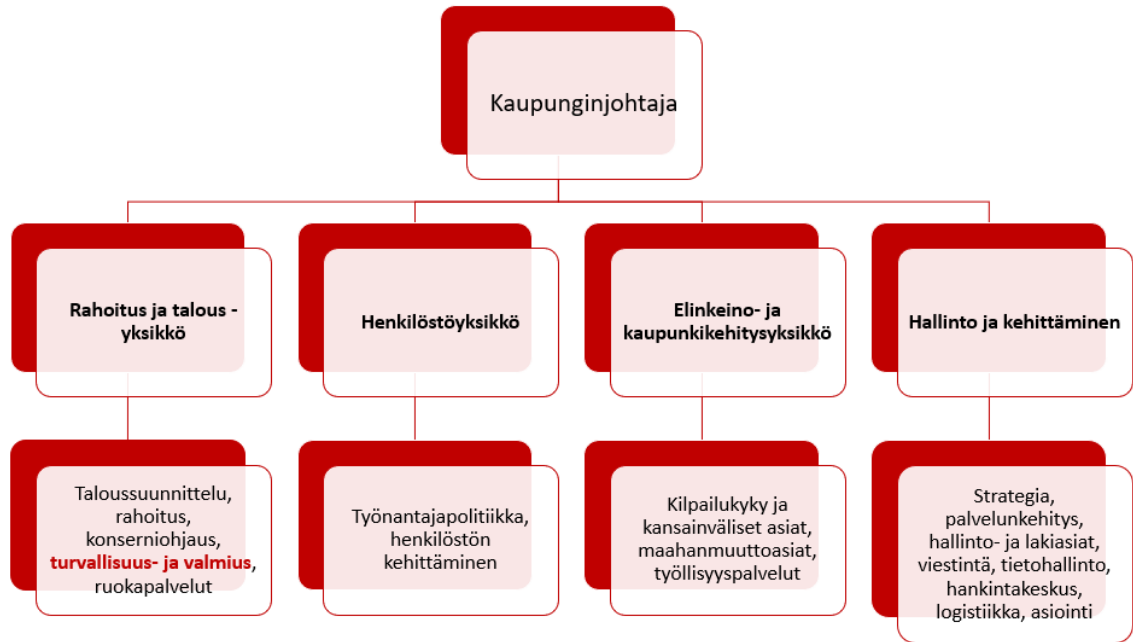 Kaupunginjohtaja
Rahoitus ja talous -
yksikkö
Henkilöstöyksikkö
Elinkeino- ja
kaupunkikehitysyksikkö
Hallinto ja kehittäminen
Taloussuunnittelu,
rahoitus,
konserniohjaus,
turvallisuus- ja valmius,
ruokapalvelut
Työnantajapolitiikka,
henkilöstön
kehittäminen
Kilpailukyky ja
kansainväliset asiat,
maahanmuuttoasiat,
työllisyyspalvelut
Strategia,
palvelunkehitys,
hallinto- ja lakiasiat,
viestintä, tietohallinto,
hankintakeskus,
logistiikka, asiointi